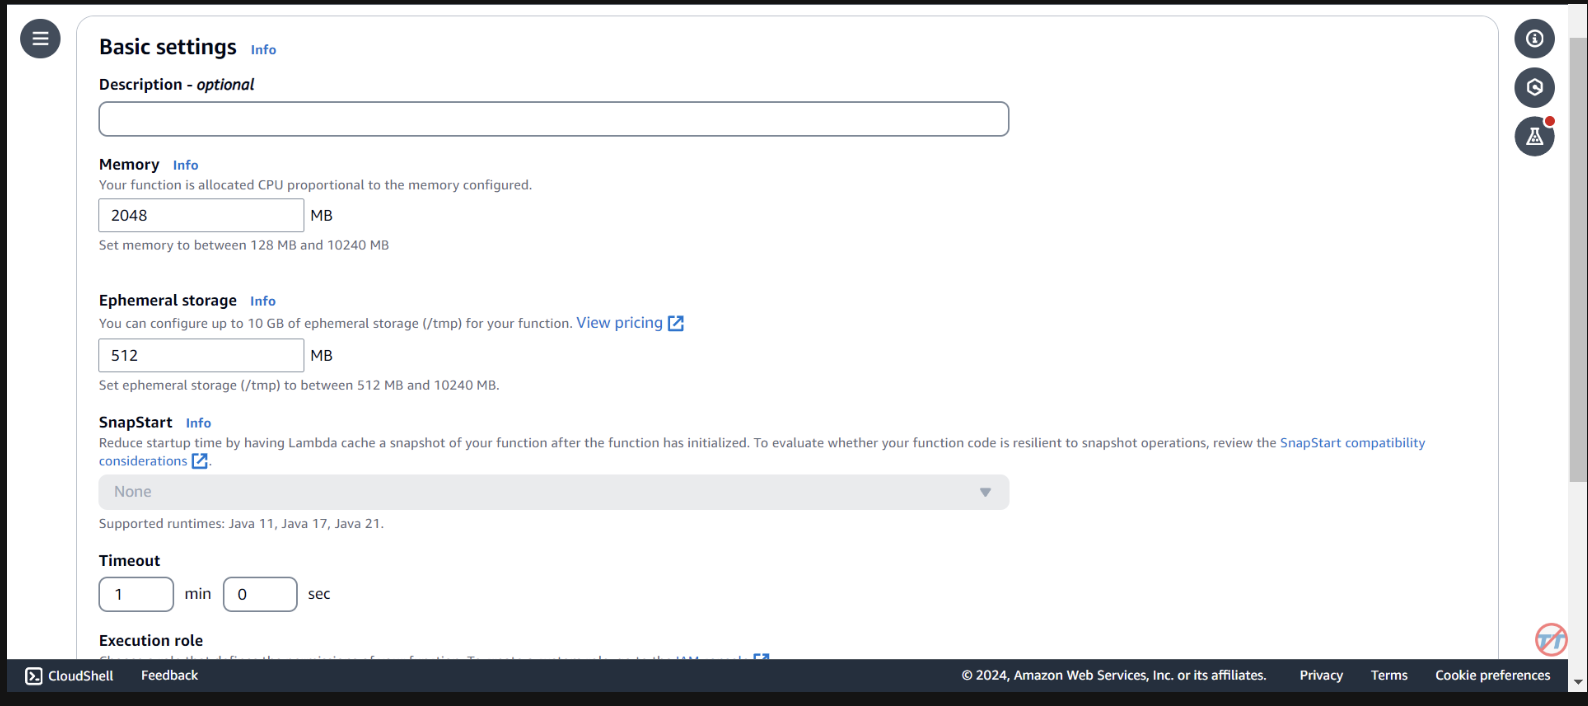 Basic settings Info
Description - optional
Memory Info
Your function is allocated CPU proportional to the memory configured.
2048 MB
Set memory to between 128 MB and 10240 MB
Ephemeral storage Info
You can configure up to 10 GB of ephemeral storage (/tmp) for your function. View pricing
512 MB
Set ephemeral storage (/tmp) to between 512 MB and 10240 MB.
SnapStart Info
Reduce startup time by having Lambda cache a snapshot of your function after the function has initialized. To evaluate whether your function code is resilient to snapshot operations, review the SnapStart compatibility
considerations.
None
Supported runtimes: Java 11, Java 17, Java 21.
Timeout
1 min 0 sec
Execution role
CloudShell Feedback © 2024, Amazon Web Services, Inc. or its affiliates. Privacy Terms Cookie preferences